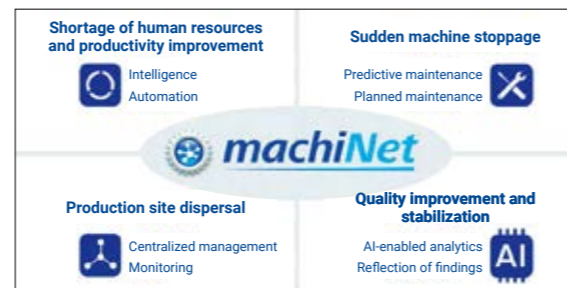 Shortage of human resources
and productivity improvement
Intelligence
Automation
Sudden machine stoppage
Predictive maintenance
Planned maintenance
machiNet
Production site dispersal
Centralized management
Monitoring
Quality improvement and
stabilization
AI-enabled analytics
Reflection of findings
AI